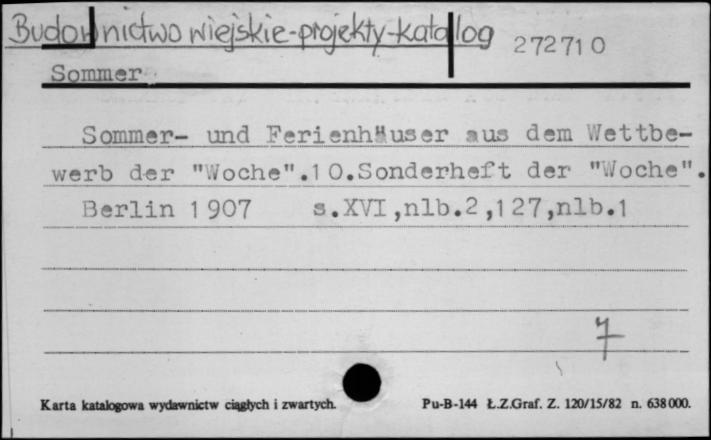 Budownictwo wiejskie-projekty-katalog 272710
Sommer
Sommer- und Ferienhäuser aus dem Wettbe-
werb der "Woche".10.Sonderheft der "Woche".
Berlin 1907 s.XVI,nlb.2,127,nlb.1
7
Karta katalogowa wydawnictw ciągłych i zwartych. Pu-B-144 Ł.Z.Graf. Z. 120/15/82 n. 638000.